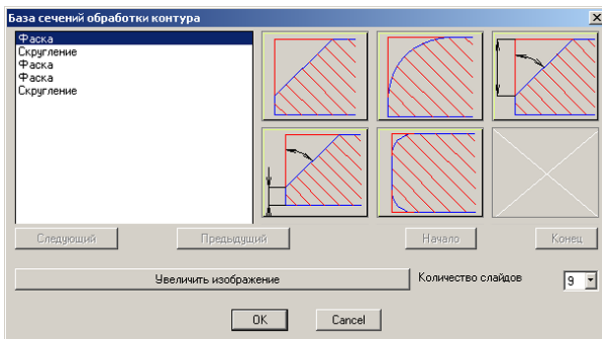 База сечений обработки контура
Фаска
Скругление
Фаска
Фаска
Скругление
Следующий
Предыдущий
Начало
Конец
Увеличить изображение
Количество слайдов
9
OK
Cancel